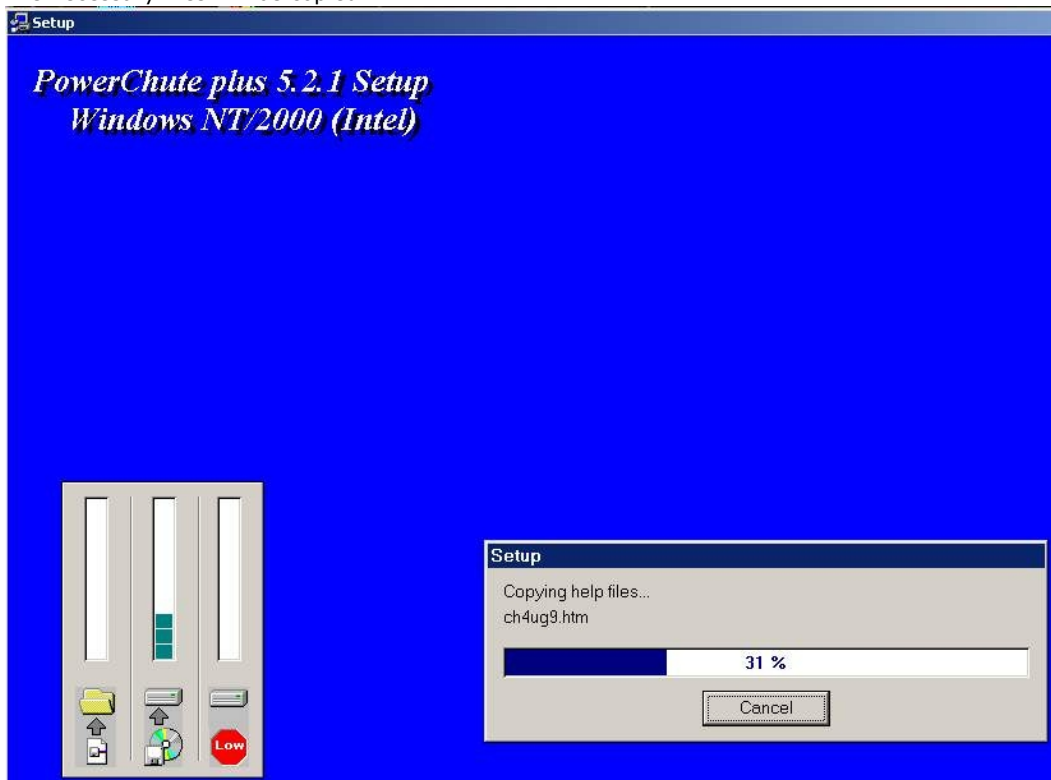 Setup
PowerChute plus 5.2.1 Setup
Windows NT/2000 (Intel)
Setup
Copying help files...
ch4ug9.htm
31 %
Cancel
Low